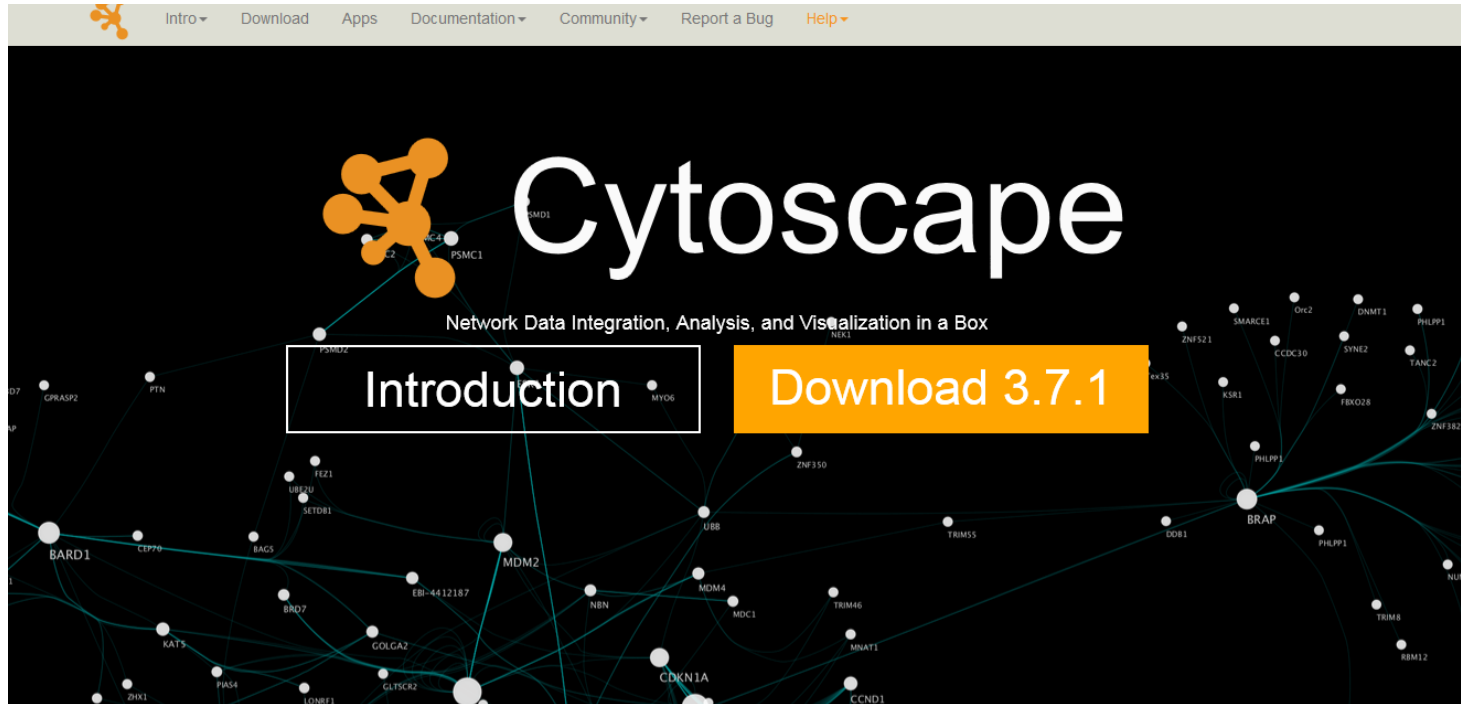 Intro Download Apps Documentation Community Report a Bug Help
Cytoscape
PSMD1
PSMC1
Network Data Integration, Analysis, and Visualization in a Box
NEK1
Orc2
SMARCE1
DNMT1
PHLPP1
ZNF521
CCDC30
SYNE2
TANC2
PSMD2
Introduction
Download 3.7.1
PTN
GPRASP2
MYO6
Tex35
KSR1
FBXO28
ZNF382
ZNF350
PHLPP1
FEZ1
UBE2U
SETDB1
UBB
BRAP
TRIM55
DDB1
PHLPP1
BARD1
CEP70
BAG5
MDM2
EBI-4412187
MDM4
NBN
MDC1
TRIM46
BRD7
TRIM8
KAT5
GOLGA2
MNAT1
RBM12
CDKN1A
PIAS4
GLTSCR2
ZHX1
LONRF1
CCND1